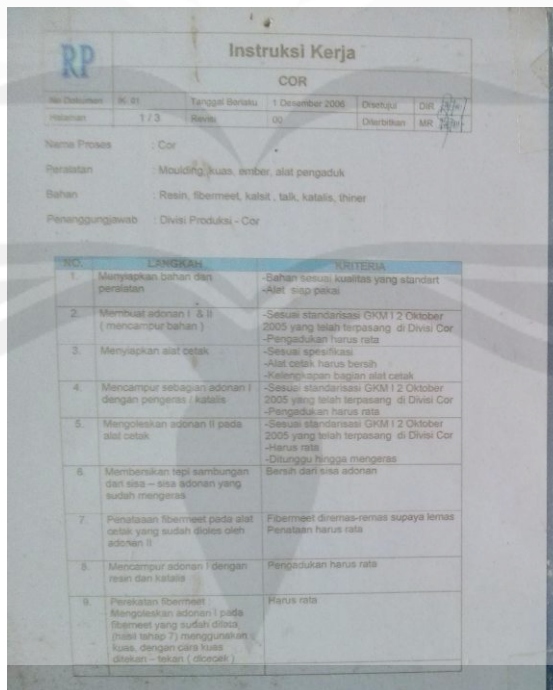 RP
Instruksi Kerja
COR
No Dokumen
Tanggal Berlaku
1 Desember 2006
Disetujui
DIR
Halaman
1 / 3
Revisi
00
Diterbitkan
MR
Nama Proses : Cor
Peralatan : Moulding, kuas, ember, alat pengaduk
Bahan : Resin, fibermeet, kalsit , talk, katalis, thiner
Penanggungjawab : Divisi Produksi - Cor
NO. LANGKAH KRITERIA
1. Menyiapkan bahan dan
peralatan
-Bahan sesuai kualitas yang standart
-Alat siap pakai
2. Membuat adonan I & II
( mencampur bahan )
-Sesuai standarisasi GKM I 2 Oktober
2005 yang telah terpasang di Divisi Cor
-Pengadukan harus rata
3. Menyiapkan alat cetak
-Sesuai spesifikasi
-Alat cetak harus bersih
-Kelengkapan bagian alat cetak
4. Mencampur sebagian adonan I
dengan pengeras / katalis
-Sesuai standarisasi GKM I 2 Oktober
2005 yang telah terpasang di Divisi Cor
-Pengadukan harus rata
5. Mengoleskan adonan II pada
alat cetak
-Sesuai standarisasi GKM I 2 Oktober
2005 yang telah terpasang di Divisi Cor
-Harus rata
-Ditunggu hingga mengeras
6. Membersikan tepi sambungan
dari sisa – sisa adonan yang
sudah mengeras
Bersih dari sisa adonan
7. Penataaan fibermeet pada alat
cetak yang sudah dioles oleh
adonan II
Fibermeet diremas-remas supaya lemas
Penataan harus rata
8. Mencampur adonan I dengan
resin dan katalis
Pengadukan harus rata
9. Perekatan fibermeet
Mengoleskan adonan I pada
fibermeet yang sudah ditata
(hasil tahap 7) menggunakan
kuas, dengan cara kuas
ditekan – tekan ( dicecek )
Harus rata